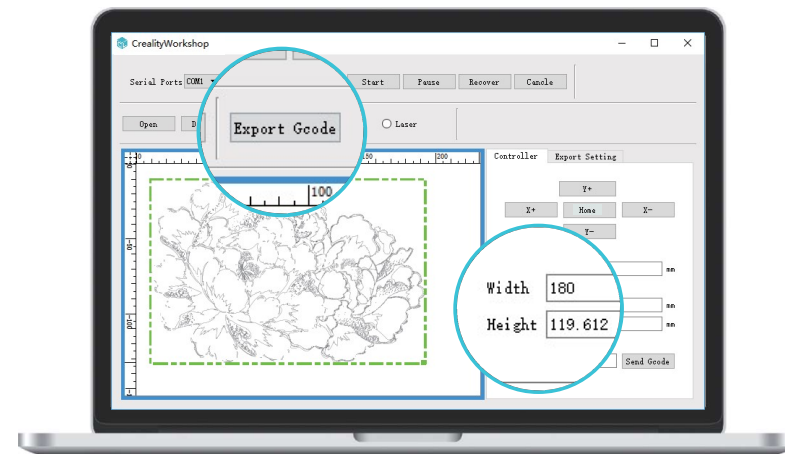 CrealityWorkshop
Serial Ports COM1 Start Pause Recover Cancle
Open D Export Gcode Laser
Controller Export Setting
0 100 150 200
Y+
X+ Home X-
Y-
mm
Width 180
mm
Height 119.612 mm
Send Gcode